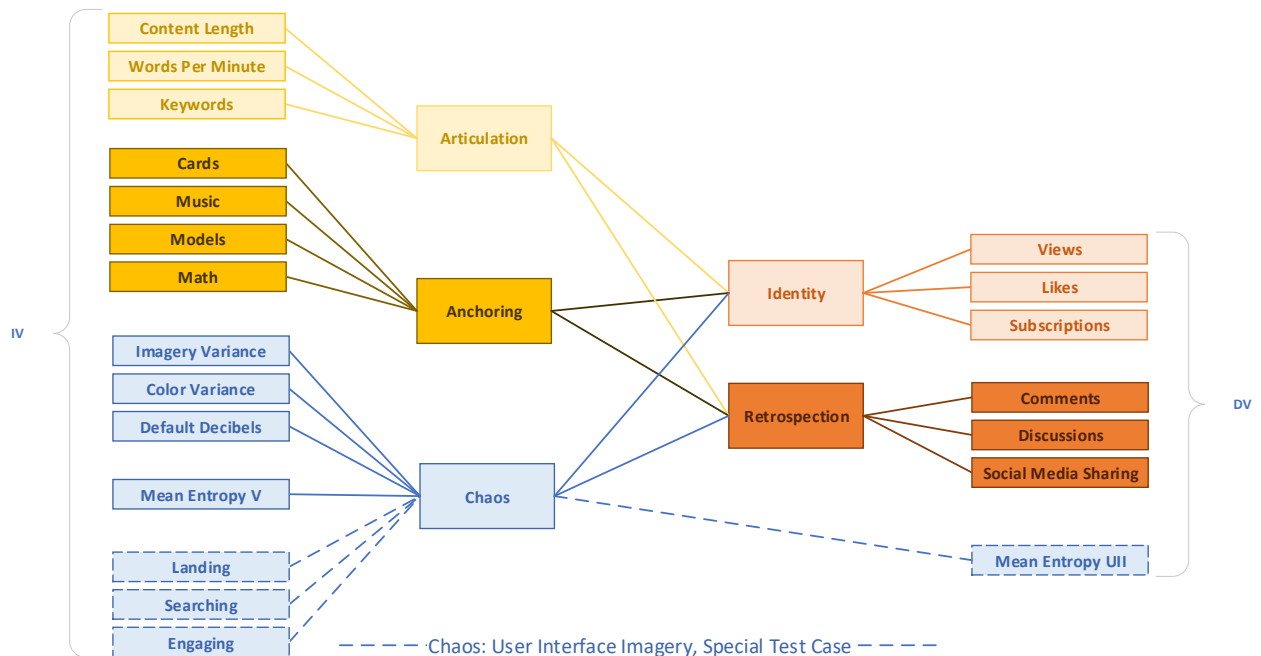 Content Length
Words Per Minute
Keywords
Articulation
Cards
Music
Models
Math
Anchoring
IV
Imagery Variance
Color Variance
Default Decibels
Mean Entropy V
Chaos
Landing
Searching
Engaging
Identity
Retrospection
Views
Likes
Subscriptions
Comments
Discussions
Social Media Sharing
Mean Entropy UII
DV
Chaos: User Interface Imagery, Special Test Case